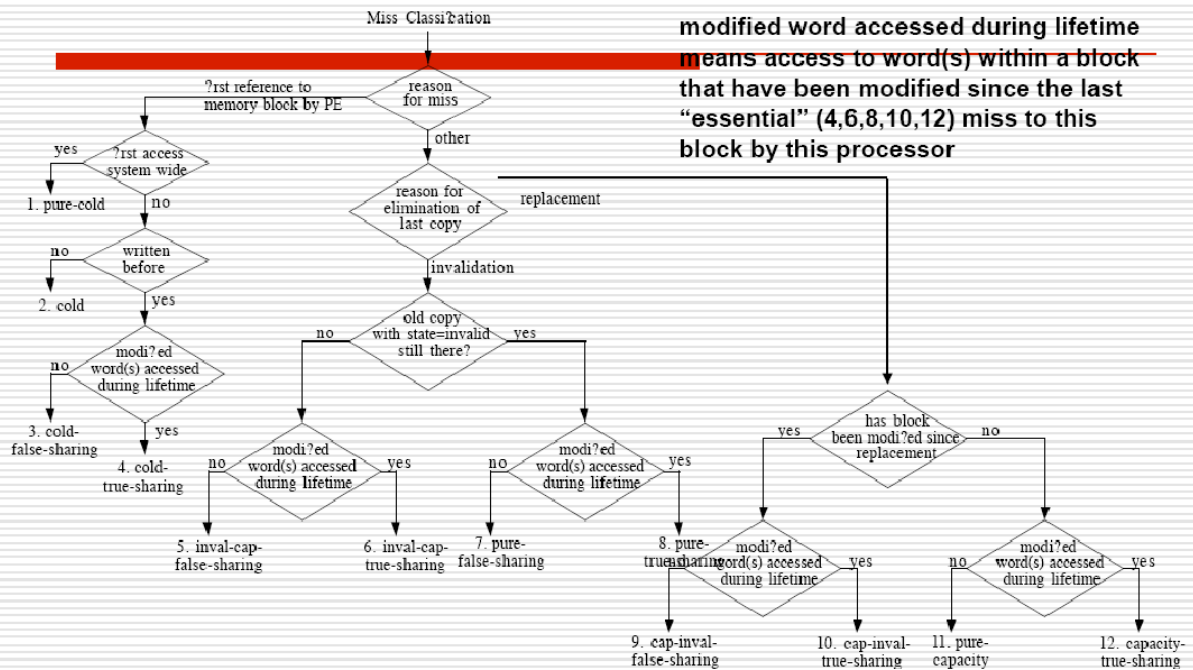 Miss Classi?cation
modified word accessed during lifetime
means access to word(s) within a block
that have been modified since the last
“essential” (4,6,8,10,12) miss to this
block by this processor
?rst reference to
memory block by PE
reason
for miss
other
yes
?rst access
system wide
1. pure-cold
no
reason for
elimination of
last copy
replacement
invalidation
no
written
before
2. cold
yes
no
old copy
with state=invalid
still there?
yes
no
modi?ed
word(s) accessed
during lifetime
3. cold-
false-sharing
yes
4. cold-
true-sharing
no
modi?ed
word(s) accessed
during lifetime
yes
5. inval-cap-
false-sharing
6. inval-cap-
true-sharing
no
modi?ed
word(s) accessed
during lifetime
yes
7. pure-
false-sharing
8. pure-
true-sharing
yes
has block
been modi?ed since
replacement
no
modi?ed
word(s) accessed
during lifetime
yes
9. cap-inval-
false-sharing
10. cap-inval-
true-sharing
no
modi?ed
word(s) accessed
during lifetime
yes
11. pure-
capacity
12. capacity-
true-sharing